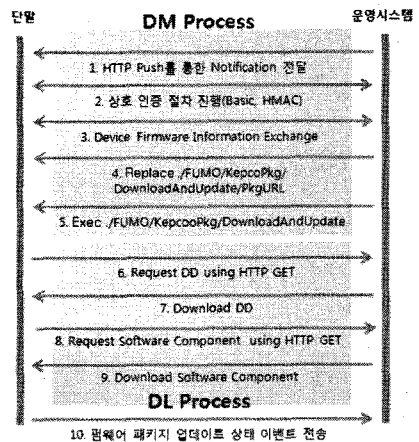 단말
DM Process
운영시스템
1. HTTP Push를 통한 Notification 전달
2. 상호 인증 절차 진행(Basic, HMAC)
3. Device Firmware Information Exchange
4. Replace ./FUMO/KepcoPkg/
DownloadAndUpdate/PkgURL
5. Exec ./FUMO/KepcooPkg/DownloadAndUpdate
6. Request DD using HTTP GET
7. Download DD
8. Request Software Component using HTTP GET
9. Download Software Component
DL Process
10. 펌웨어 패키지 업데이트 상태 이벤트 전송